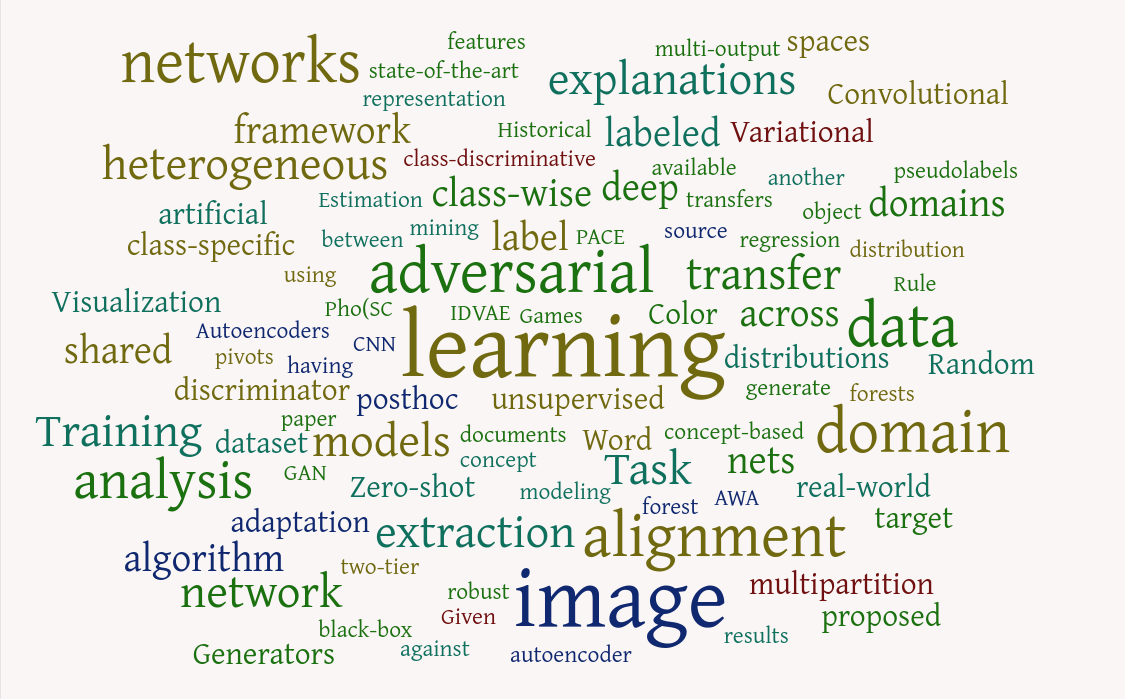 features
multi-output spaces
networks state-of-the-art explanations
representation Convolutional
framework Historical labeled Variational
heterogeneous class-discriminative available another pseudolabels
Estimation class-wise deep transfers object domains
artificial mining source
class-specific between label PACE regression distribution
using adversarial transfer Rule
Visualization Pho(SC IDVAE Games Color across data
Autoencoders CNN learning
shared pivots having distributions Random
discriminator posthoc unsupervised generate forests
paper
Training dataset models documents Word concept-based domain
analysis GAN concept Task nets
Zero-shot modeling forest AWA real-world
adaptation extraction alignment target
algorithm two-tier
network robust image multipartition
Given proposed
black-box against results
Generators autoencoder